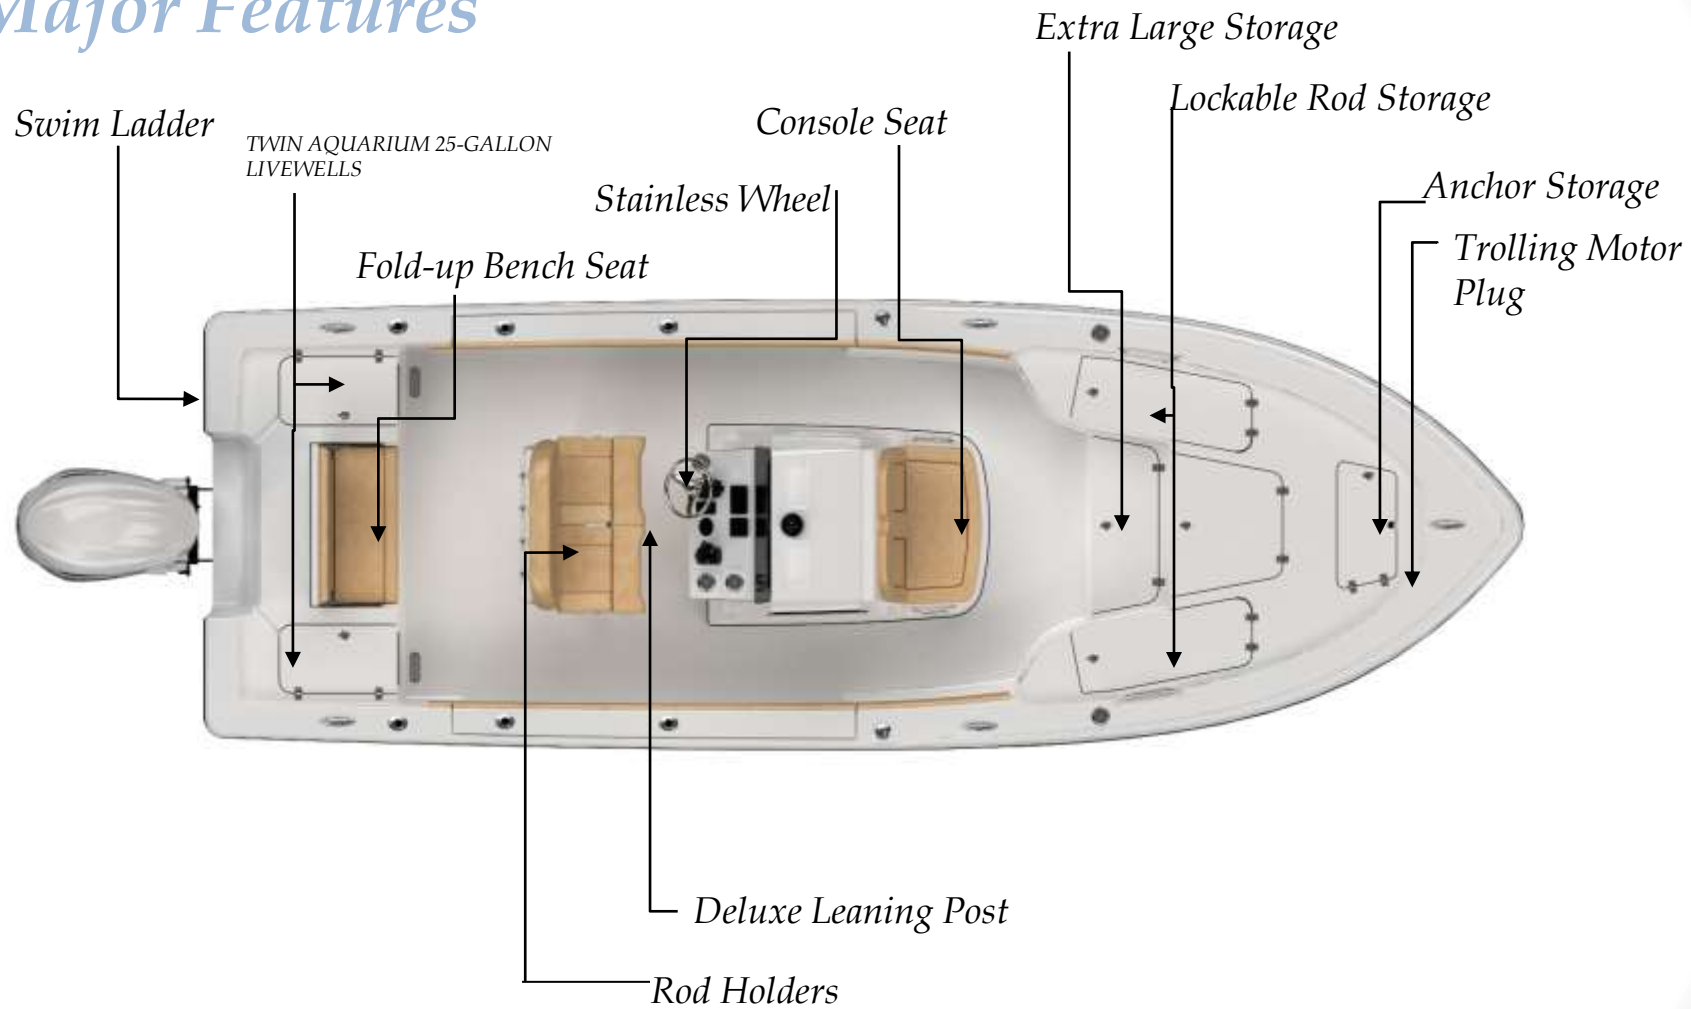 Major Features
Extra Large Storage
Lockable Rod Storage
Swim Ladder
Console Seat
TWIN AQUARIUM 25-GALLON
LIVEWELLS
Stainless Wheel
Anchor Storage
Trolling Motor
Plug
Fold-up Bench Seat
Deluxe Leaning Post
Rod Holders